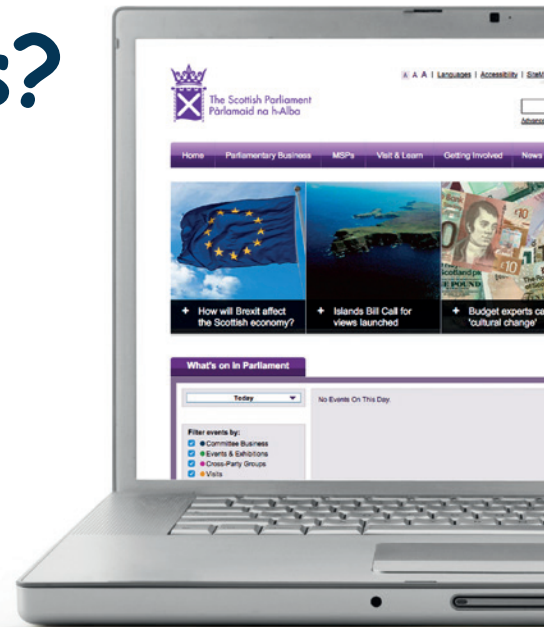 s?
A A A | Languages | Accessibility |
The Scottish Parliament
Pàrlamaid na h-Alba
Home Parliamentary Business MSPs Visit & Learn Getting Involved News
£10
+ How will Brexit affect
the Scottish economy?
+ Islands Bill Call for
views launched
+ Budget experts ca
'cultural change'
What's on in Parliament
Today
No Events On This Day.
Filter events by:
Committee Business
Events & Exhibitions
Cross-Party Groups
Visits